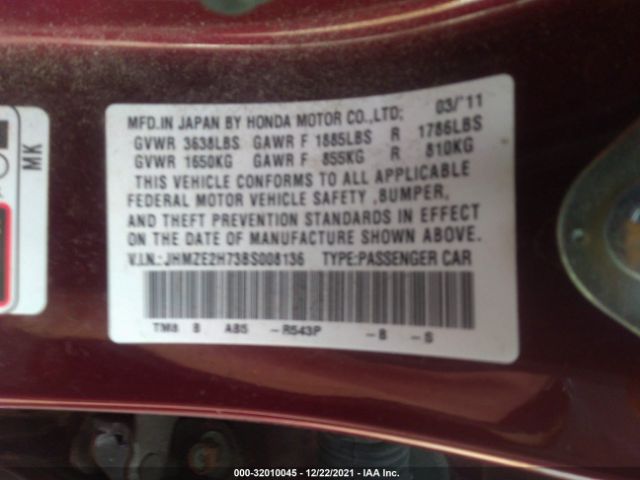 MFD.IN JAPAN BY HONDA MOTOR CO.,LTD; 03/'11
GVWR 3638LBS GAWR F 1885LBS R 1786LBS
GVWR 1650KG GAWR F 855KG R 810KG
THIS VEHICLE CONFORMS TO ALL APPLICABLE
FEDERAL MOTOR VEHICLE SAFETY ,BUMPER,
AND THEFT PREVENTION STANDARDS IN EFFECT
ON THE DATE OF MANUFACTURE SHOWN ABOVE.
V.I.N.:JHMZE2H73BS008136 TYPE:PASSENGER CAR
TM8 B AB5 -R543P -B -S
MK
000-32010045 - 12/22/2021 - IAA Inc.